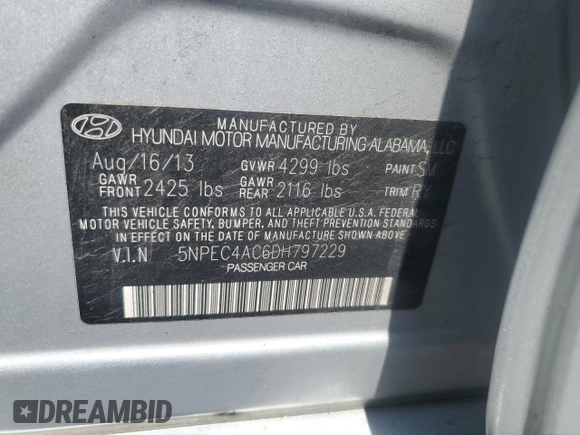 MANUFACTURED BY
HYUNDAI MOTOR MANUFACTURING ALABAMA, LLC
Aug/16/13 GVWR 4299 lbs PAINT
GAWR FRONT 2425 lbs GAWR REAR 2116 lbs TRIM
THIS VEHICLE CONFORMS TO ALL APPLICABLE U.S.A. FEDERAL
MOTOR VEHICLE SAFETY, BUMPER, AND THEFT PREVENTION STANDARDS
IN EFFECT ON THE DATE OF MANUFACTURE SHOWN ABOVE.
V.I.N 5NPEC4AC6DH797229
PASSENGER CAR
DREAMBID